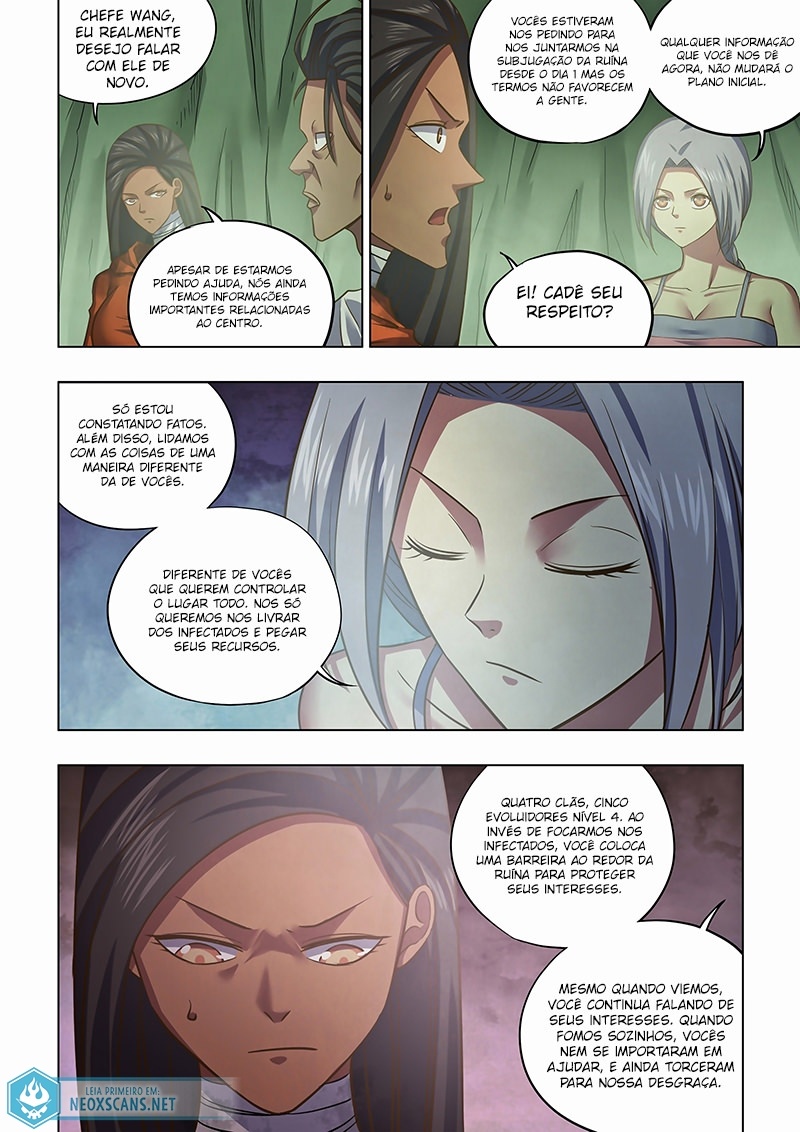 CHEFE WANG,
EU REALMENTE
DESEJO FALAR
COM ELE DE
NOVO.
APESAR DE ESTARMOS
PEDINDO AJUDA, NÓS AINDA
TEMOS INFORMAÇÕES
IMPORTANTES RELACIONADAS
AO CENTRO.
VOCÊS ESTIVERAM
NOS PEDINDO PARA
NOS JUNTARMOS NA
SUBJUGAÇÃO DA RUÍNA
DESDE O DIA 1 MAS OS
TERMOS NÃO FAVORECEM
A GENTE.
QUALQUER INFORMAÇÃO
QUE VOCÊ NOS DÊ
AGORA, NÃO MUDARÁ O
PLANO INICIAL.
EI! CADÊ SEU
RESPEITO?
SÓ ESTOU
CONSTATANDO FATOS.
ALÉM DISSO, LIDAMOS
COM AS COISAS DE UMA
MANEIRA DIFERENTE
DA DE VOCÊS.
DIFERENTE DE VOCÊS
QUE QUEREM CONTROLAR
O LUGAR TODO. NOS SÓ
QUEREMOS NOS LIVRAR
DOS INFECTADOS E PEGAR
SEUS RECURSOS.
QUATRO CLÃS, CINCO
EVOLUIDORES NÍVEL 4. AO
INVÉS DE FOCARMOS NOS
INFECTADOS, VOCÊ COLOCA
UMA BARREIRA AO REDOR DA
RUÍNA PARA PROTEGER
SEUS INTERESSES.
MESMO QUANDO VIEMOS,
VOCÊ CONTINUA FALANDO DE
SEUS INTERESSES. QUANDO
FOMOS SOZINHOS, VOCÊS
NEM SE IMPORTARAM EM
AJUDAR, E AINDA TORCERAM
PARA NOSSA DESGRAÇA.
LEIA PRIMEIRO EM:
NEOXSCANS.NET